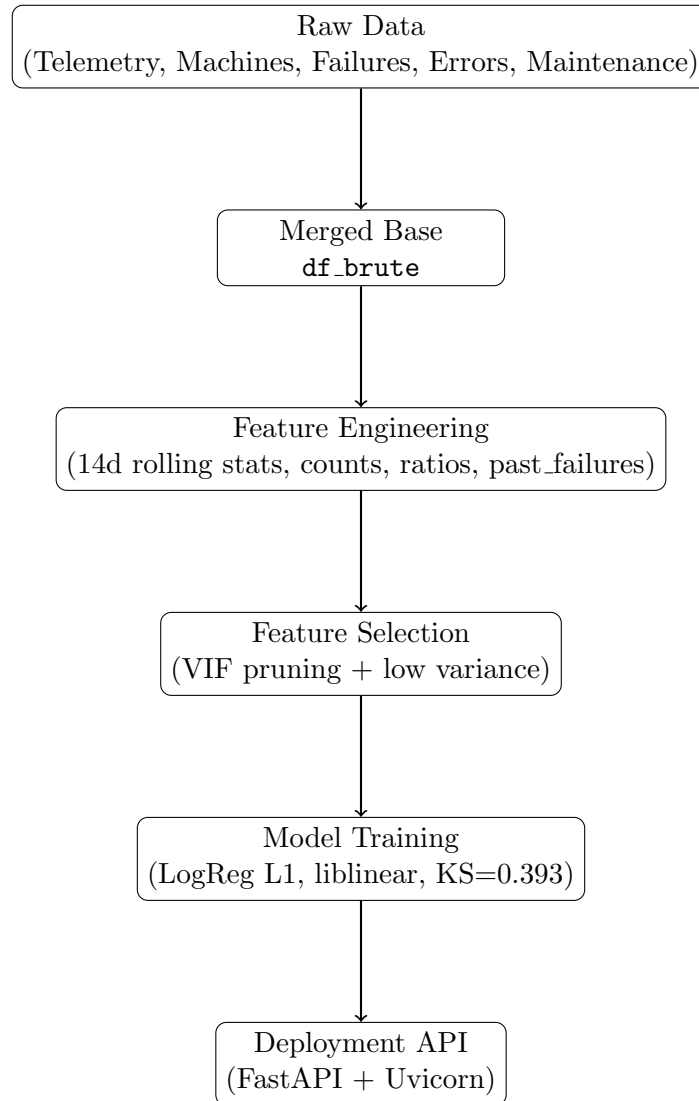 Raw Data
(Telemetry, Machines, Failures, Errors, Maintenance)
Merged Base
df_brute
Feature Engineering
(14d rolling stats, counts, ratios, past_failures)
Feature Selection
(VIF pruning + low variance)
Model Training
(LogReg L1, liblinear, KS=0.393)
Deployment API
(FastAPI + Uvicorn)